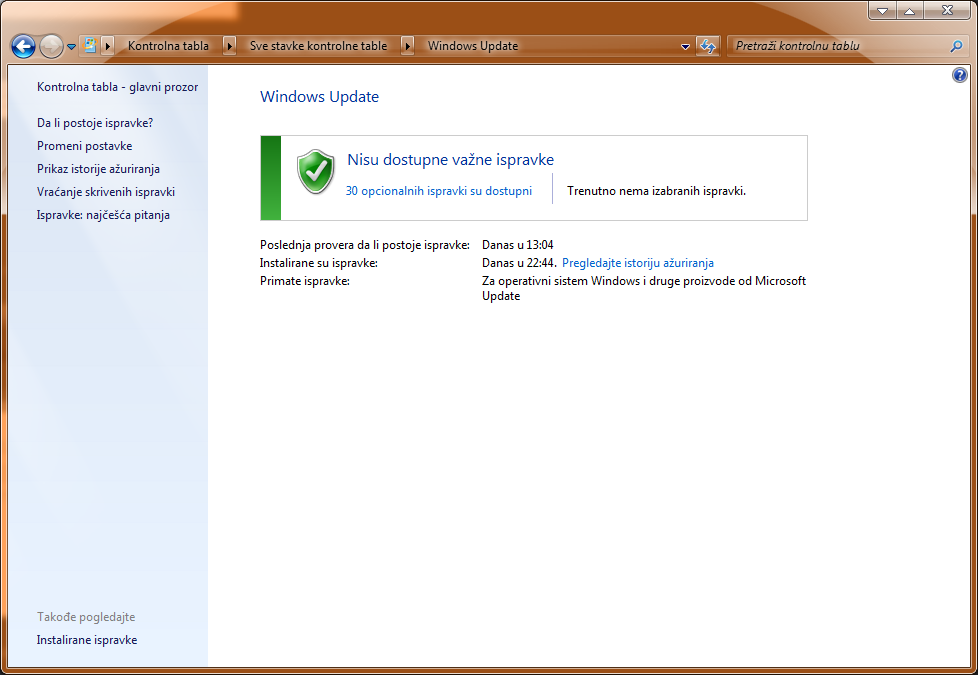 Kontrolna tabla
Sve stavke kontrolne table
Windows Update
Pretraži kontrolnu tablu
Kontrolna tabla - glavni prozor
Da li postoje ispravke?
Promeni postavke
Prikaz istorije ažuriranja
Vraćanje skrivenih ispravki
Ispravke: najčešća pitanja
Windows Update
Nisu dostupne važne ispravke
30 opcionalnih ispravki su dostupni
Trenutno nema izabranih ispravki.
Poslednja provera da li postoje ispravke: Danas u 13:04
Instalirane su ispravke: Danas u 22:44. Pregledajte istoriju ažuriranja
Primate ispravke: Za operativni sistem Windows i druge proizvode od Microsoft
Update
Takođe pogledajte
Instalirane ispravke